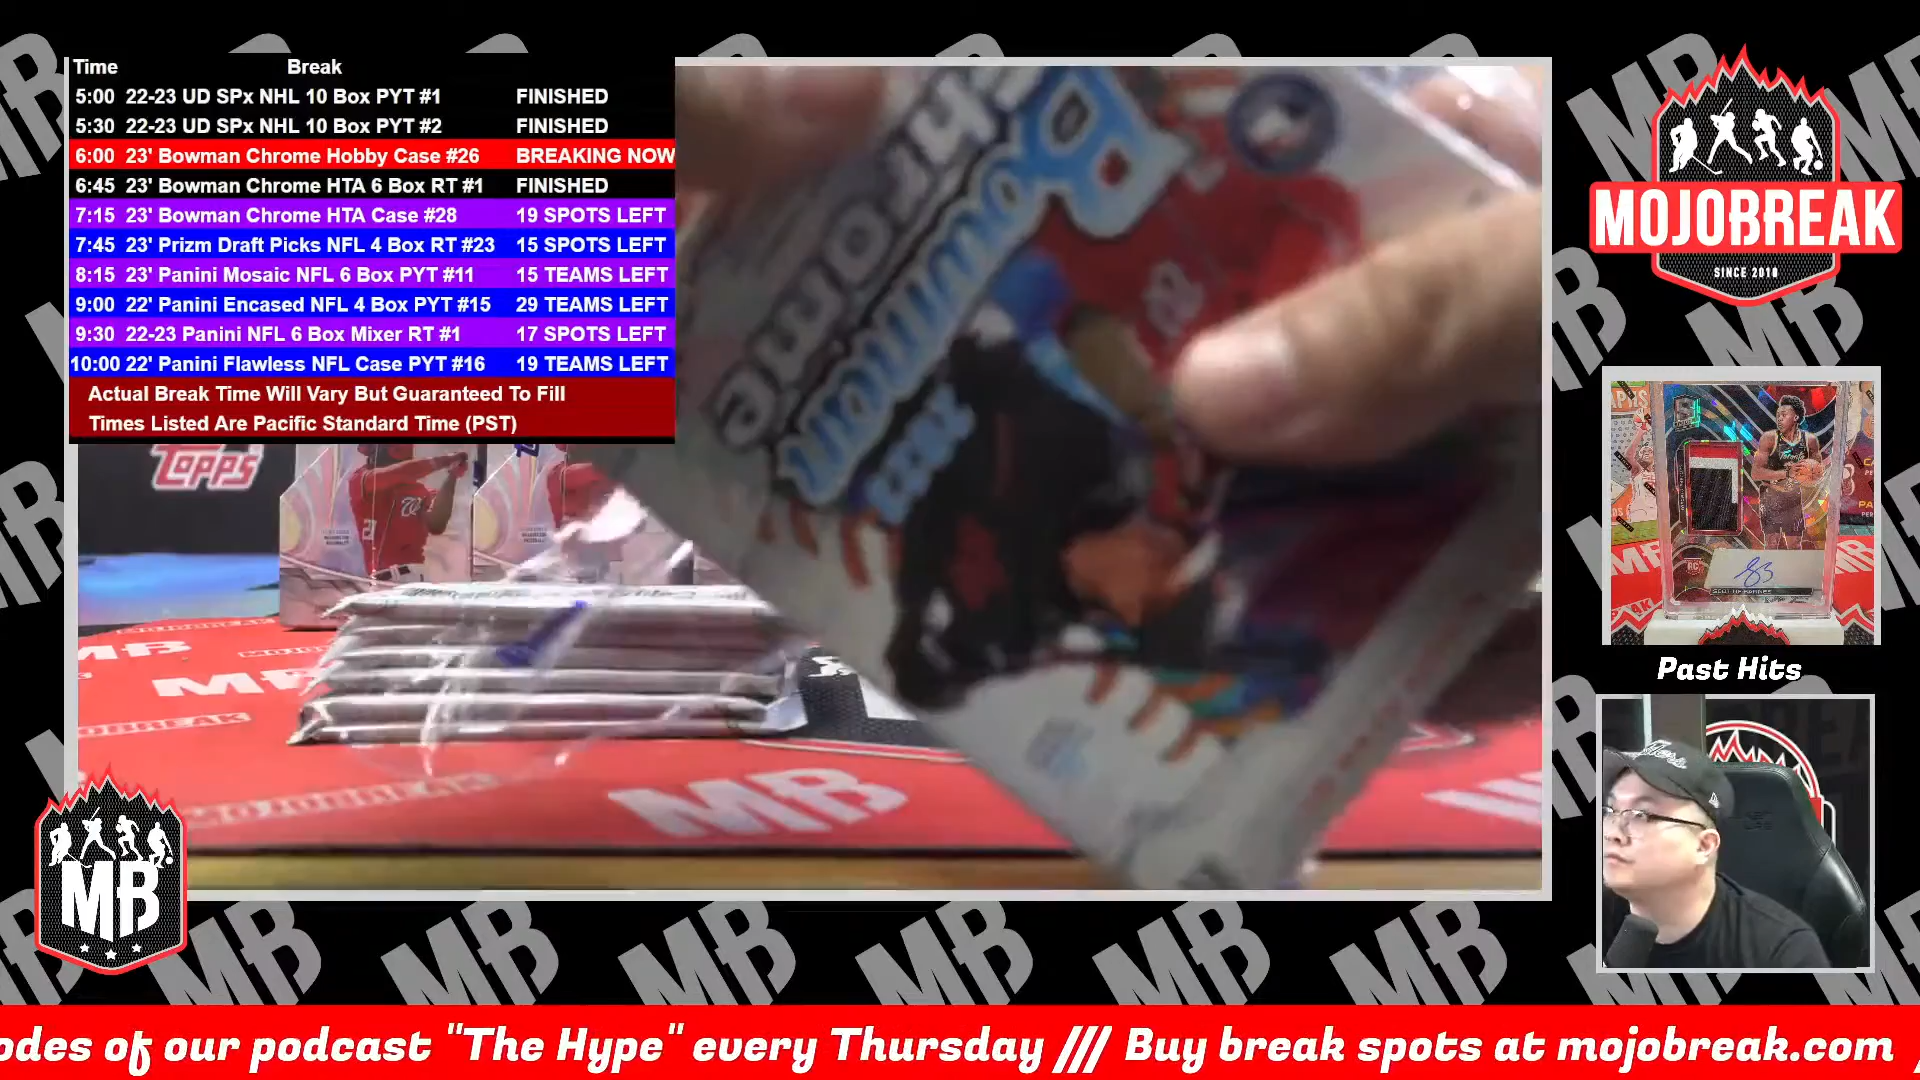 Time Break
5:00 22-23 UD SPx NHL 10 Box PYT #1 FINISHED
5:30 22-23 UD SPx NHL 10 Box PYT #2 FINISHED
6:00 23' Bowman Chrome Hobby Case #26 BREAKING NOW
6:45 23' Bowman Chrome HTA 6 Box RT #1 FINISHED
7:15 23' Bowman Chrome HTA Case #28 19 SPOTS LEFT
7:45 23' Prizm Draft Picks NFL 4 Box RT #23 15 SPOTS LEFT
8:15 23' Panini Mosaic NFL 6 Box PYT #11 15 TEAMS LEFT
9:00 22' Panini Encased NFL 4 Box PYT #15 29 TEAMS LEFT
9:30 22-23 Panini NFL 6 Box Mixer RT #1 17 SPOTS LEFT
10:00 22' Panini Flawless NFL Case PYT #16 19 TEAMS LEFT
Actual Break Time Will Vary But Guaranteed To Fill
Times Listed Are Pacific Standard Time (PST)
TOPPS
Bowman
chrome
2023
MOJOBREAK
SINCE 2018
Past Hits
MB
MOJOBREAK
MB
MB
odes of our podcast "The Hype" every Thursday /// Buy break spots at mojobreak.com